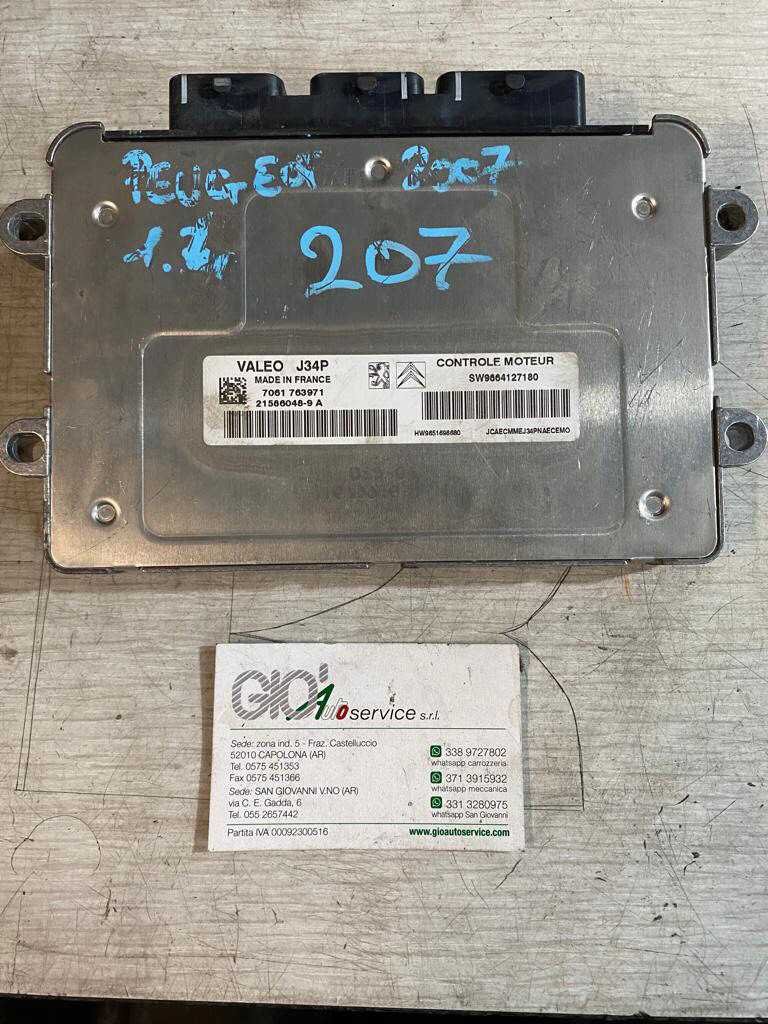 PEUGEOT 2007
1.4
207
VALEO J34P
MADE IN FRANCE
7061 763971
21586048-9 A
CONTROLE MOTEUR
SW9664127180
HW9651696680
JCAECMMEJ34PNAECEMO
GIO' Auto service s.r.l.
Sede: zona ind. 5 - Fraz. Castelluccio
52010 CAPOLONA (AR)
Tel. 0575 451353
Fax 0575 451366
Sede: SAN GIOVANNI V.NO (AR)
via C. E. Gadda, 6
Tel. 055 2657442
Partita IVA 00092300516
338 9727802
whatsapp carrozzeria
371 3915932
whatsapp meccanica
331 3280975
whatsapp San Giovanni
www.gioautoservice.com